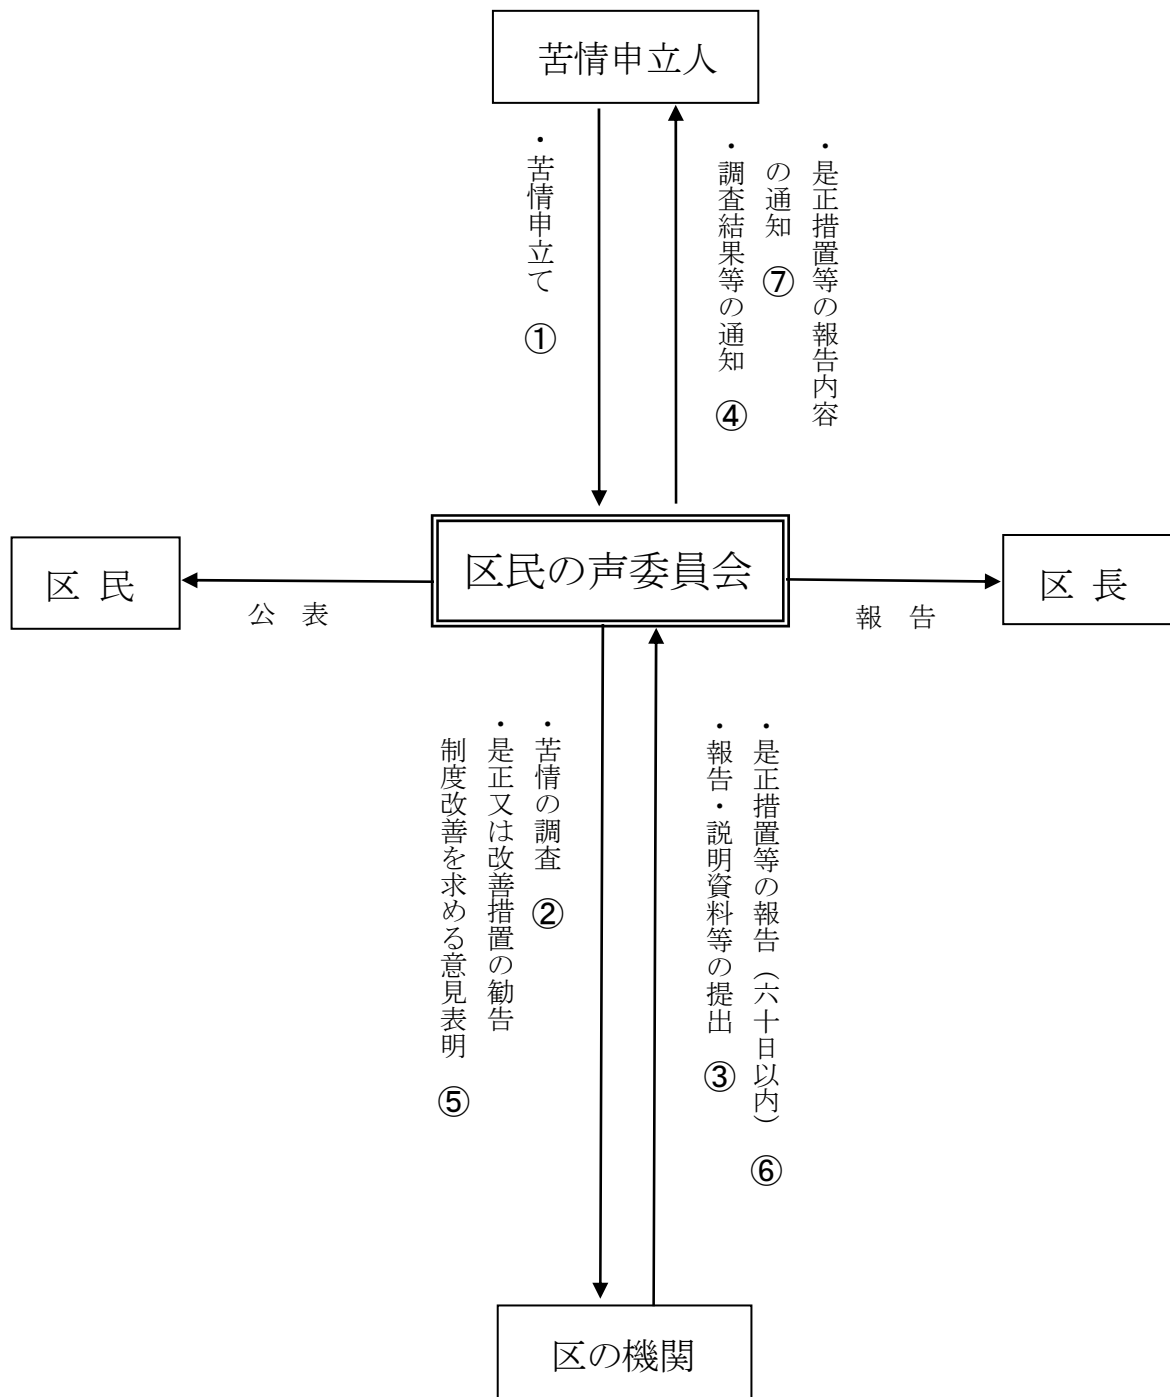 苦情申立人
・苦情申立て ①
・是正措置等の報告内容
の通知 ⑦
・調査結果等の通知 ④
区民の声委員会
区 民
公 表
区 長
報 告
・苦情の調査 ②
・是正又は改善措置の勧告
制度改善を求める意見表明 ⑤
・是正措置等の報告(六十日以内) ⑥
・報告・説明資料等の提出 ③
区の機関